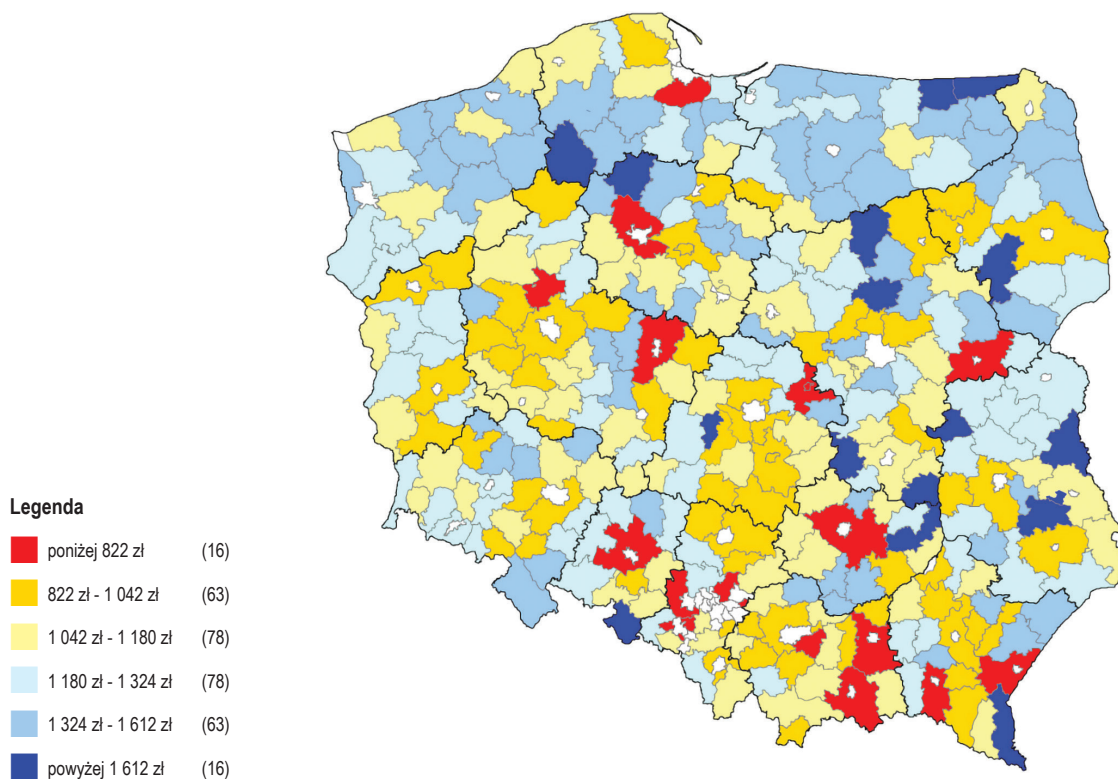 Legenda
poniżej 822 zł (16)
822 zł - 1 042 zł (63)
1 042 zł - 1 180 zł (78)
1 180 zł - 1 324 zł (78)
1 324 zł - 1 612 zł (63)
powyżej 1 612 zł (16)